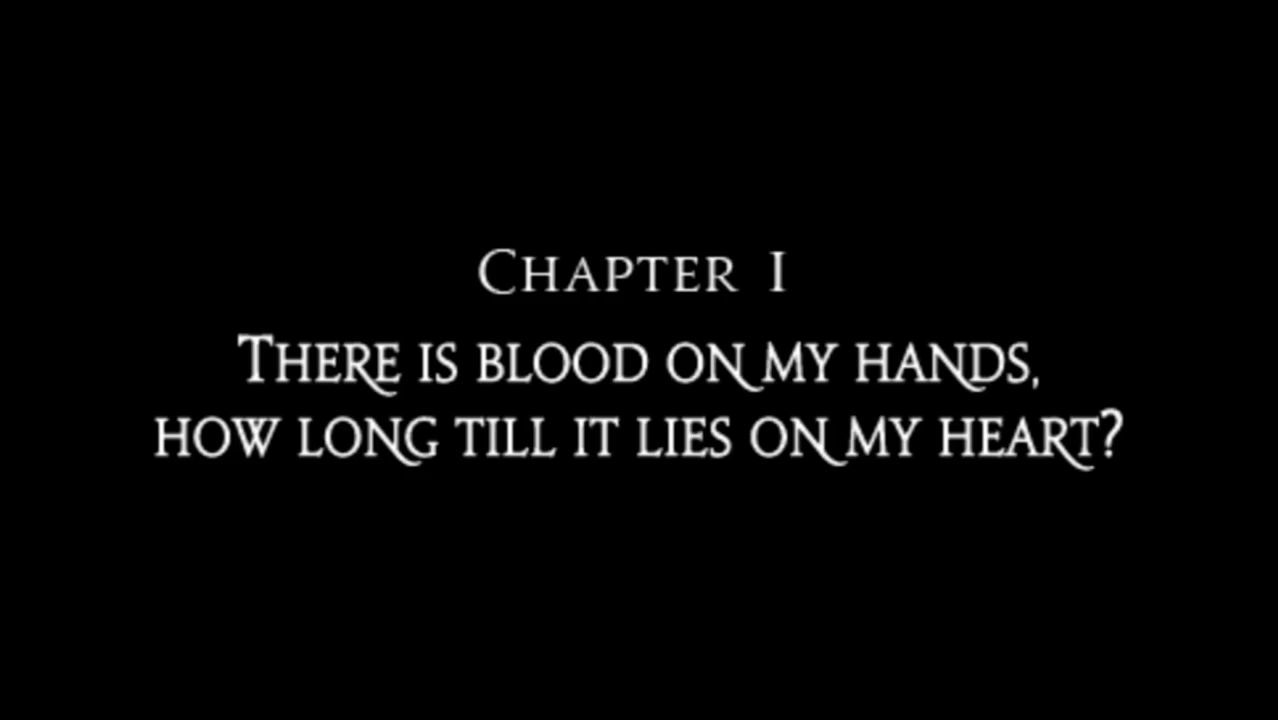 Chapter I
There is blood on my hands,
how long till it lies on my heart?